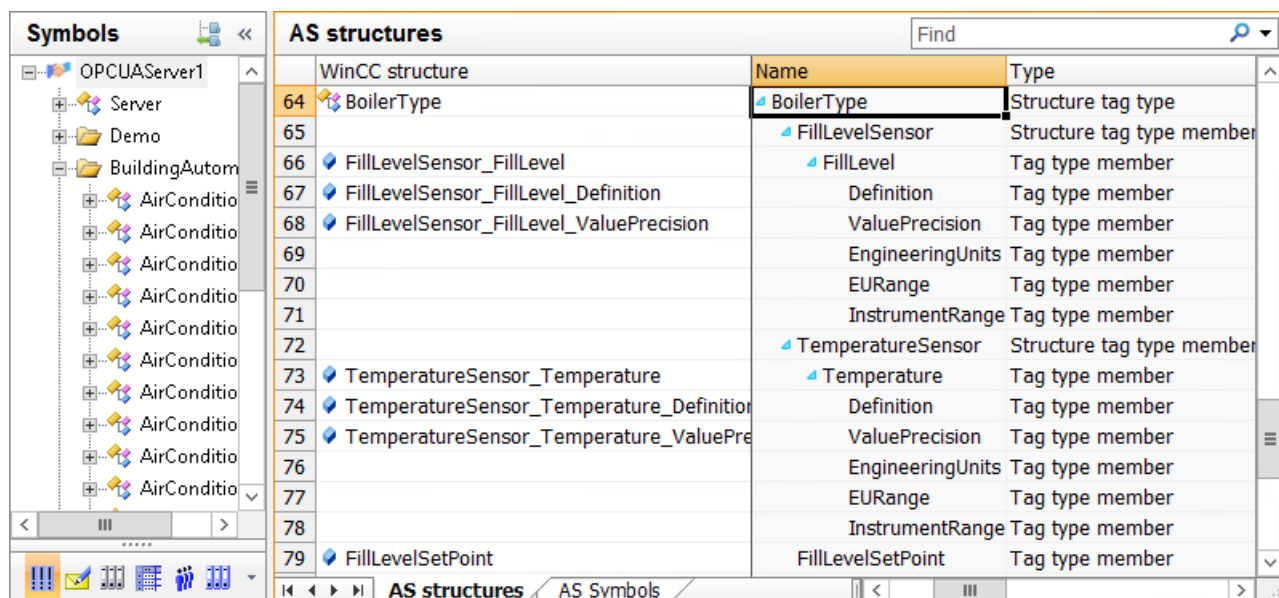 Symbols
OPCUAServer1
Server
Demo
BuildingAutom
AirConditio
AirConditio
AirConditio
AirConditio
AirConditio
AirConditio
AirConditio
AirConditio
AirConditio
AirConditio
AS structures Find
WinCC structure Name Type
64 BoilerType BoilerType Structure tag type
65 FillLevelSensor Structure tag type member
66 FillLevelSensor_FillLevel FillLevel Tag type member
67 FillLevelSensor_FillLevel_Definition Definition Tag type member
68 FillLevelSensor_FillLevel_ValuePrecision ValuePrecision Tag type member
69 EngineeringUnits Tag type member
70 EURange Tag type member
71 InstrumentRange Tag type member
72 TemperatureSensor Structure tag type member
73 TemperatureSensor_Temperature Temperature Tag type member
74 TemperatureSensor_Temperature_Definition Definition Tag type member
75 TemperatureSensor_Temperature_ValuePre ValuePrecision Tag type member
76 EngineeringUnits Tag type member
77 EURange Tag type member
78 InstrumentRange Tag type member
79 FillLevelSetPoint FillLevelSetPoint Tag type member
AS structures AS Symbols